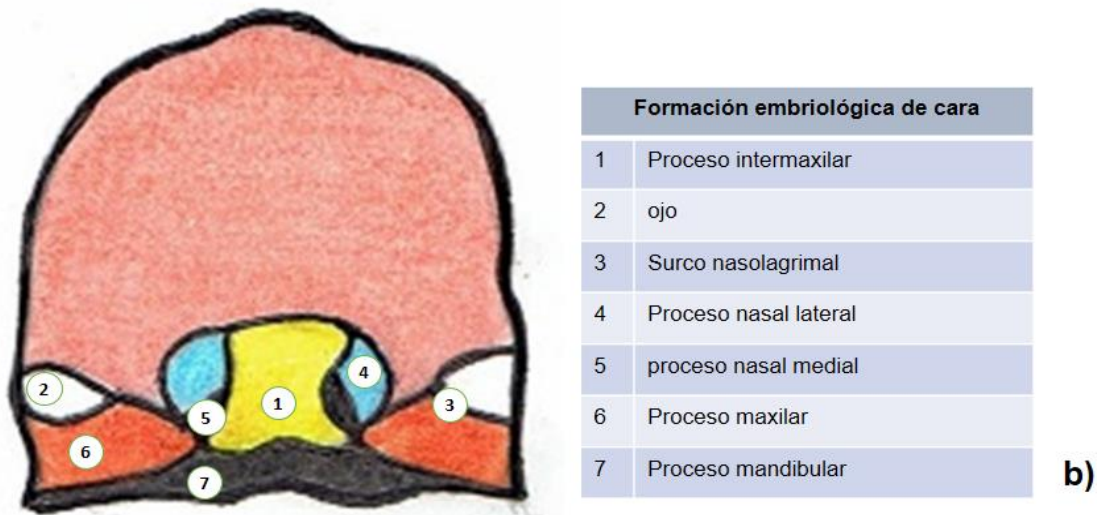 Formación embriológica de cara
1 Proceso intermaxilar
2 ojo
3 Surco nasolagrimal
4 Proceso nasal lateral
5 proceso nasal medial
6 Proceso maxilar
7 Proceso mandibular
b)
2
4
1
3
5
6
7